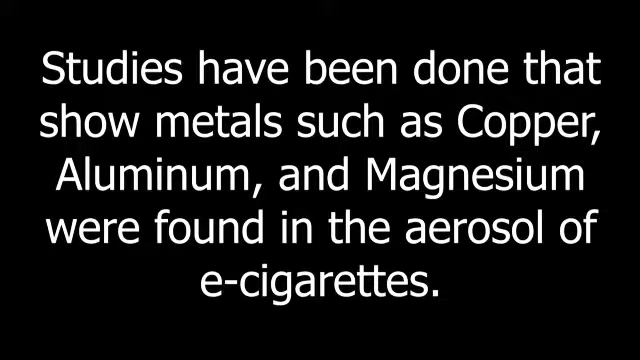 Studies have been done that
show metals such as Copper,
Aluminum, and Magnesium
were found in the aerosol of
e-cigarettes.